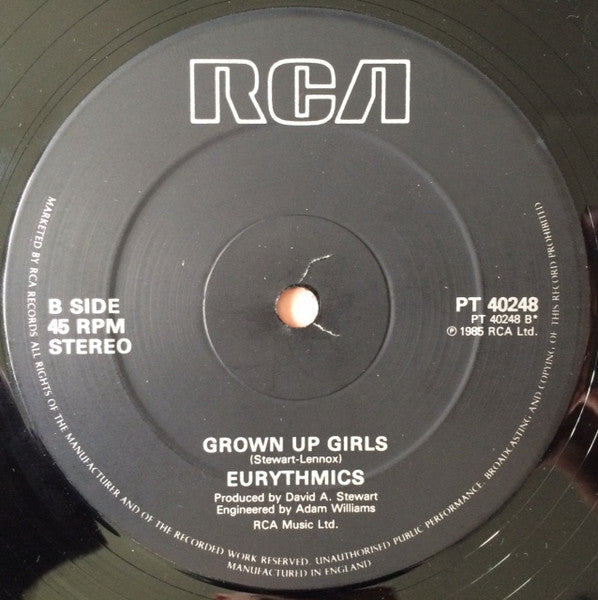 RCA
B SIDE
45 RPM
STEREO
PT 40248
PT 40248 B*
℗ 1985 RCA Ltd.
GROWN UP GIRLS
(Stewart-Lennox)
EURYTHMICS
Produced by David A. Stewart
Engineered by Adam Williams
RCA Music Ltd.
MARKETED BY RCA RECORDS ALL RIGHTS OF THE MANUFACTURER AND OF THE RECORDED WORK RESERVED. UNAUTHORISED PUBLIC PERFORMANCE, BROADCASTING AND COPYING OF THIS RECORD PROHIBITED
MANUFACTURED IN ENGLAND